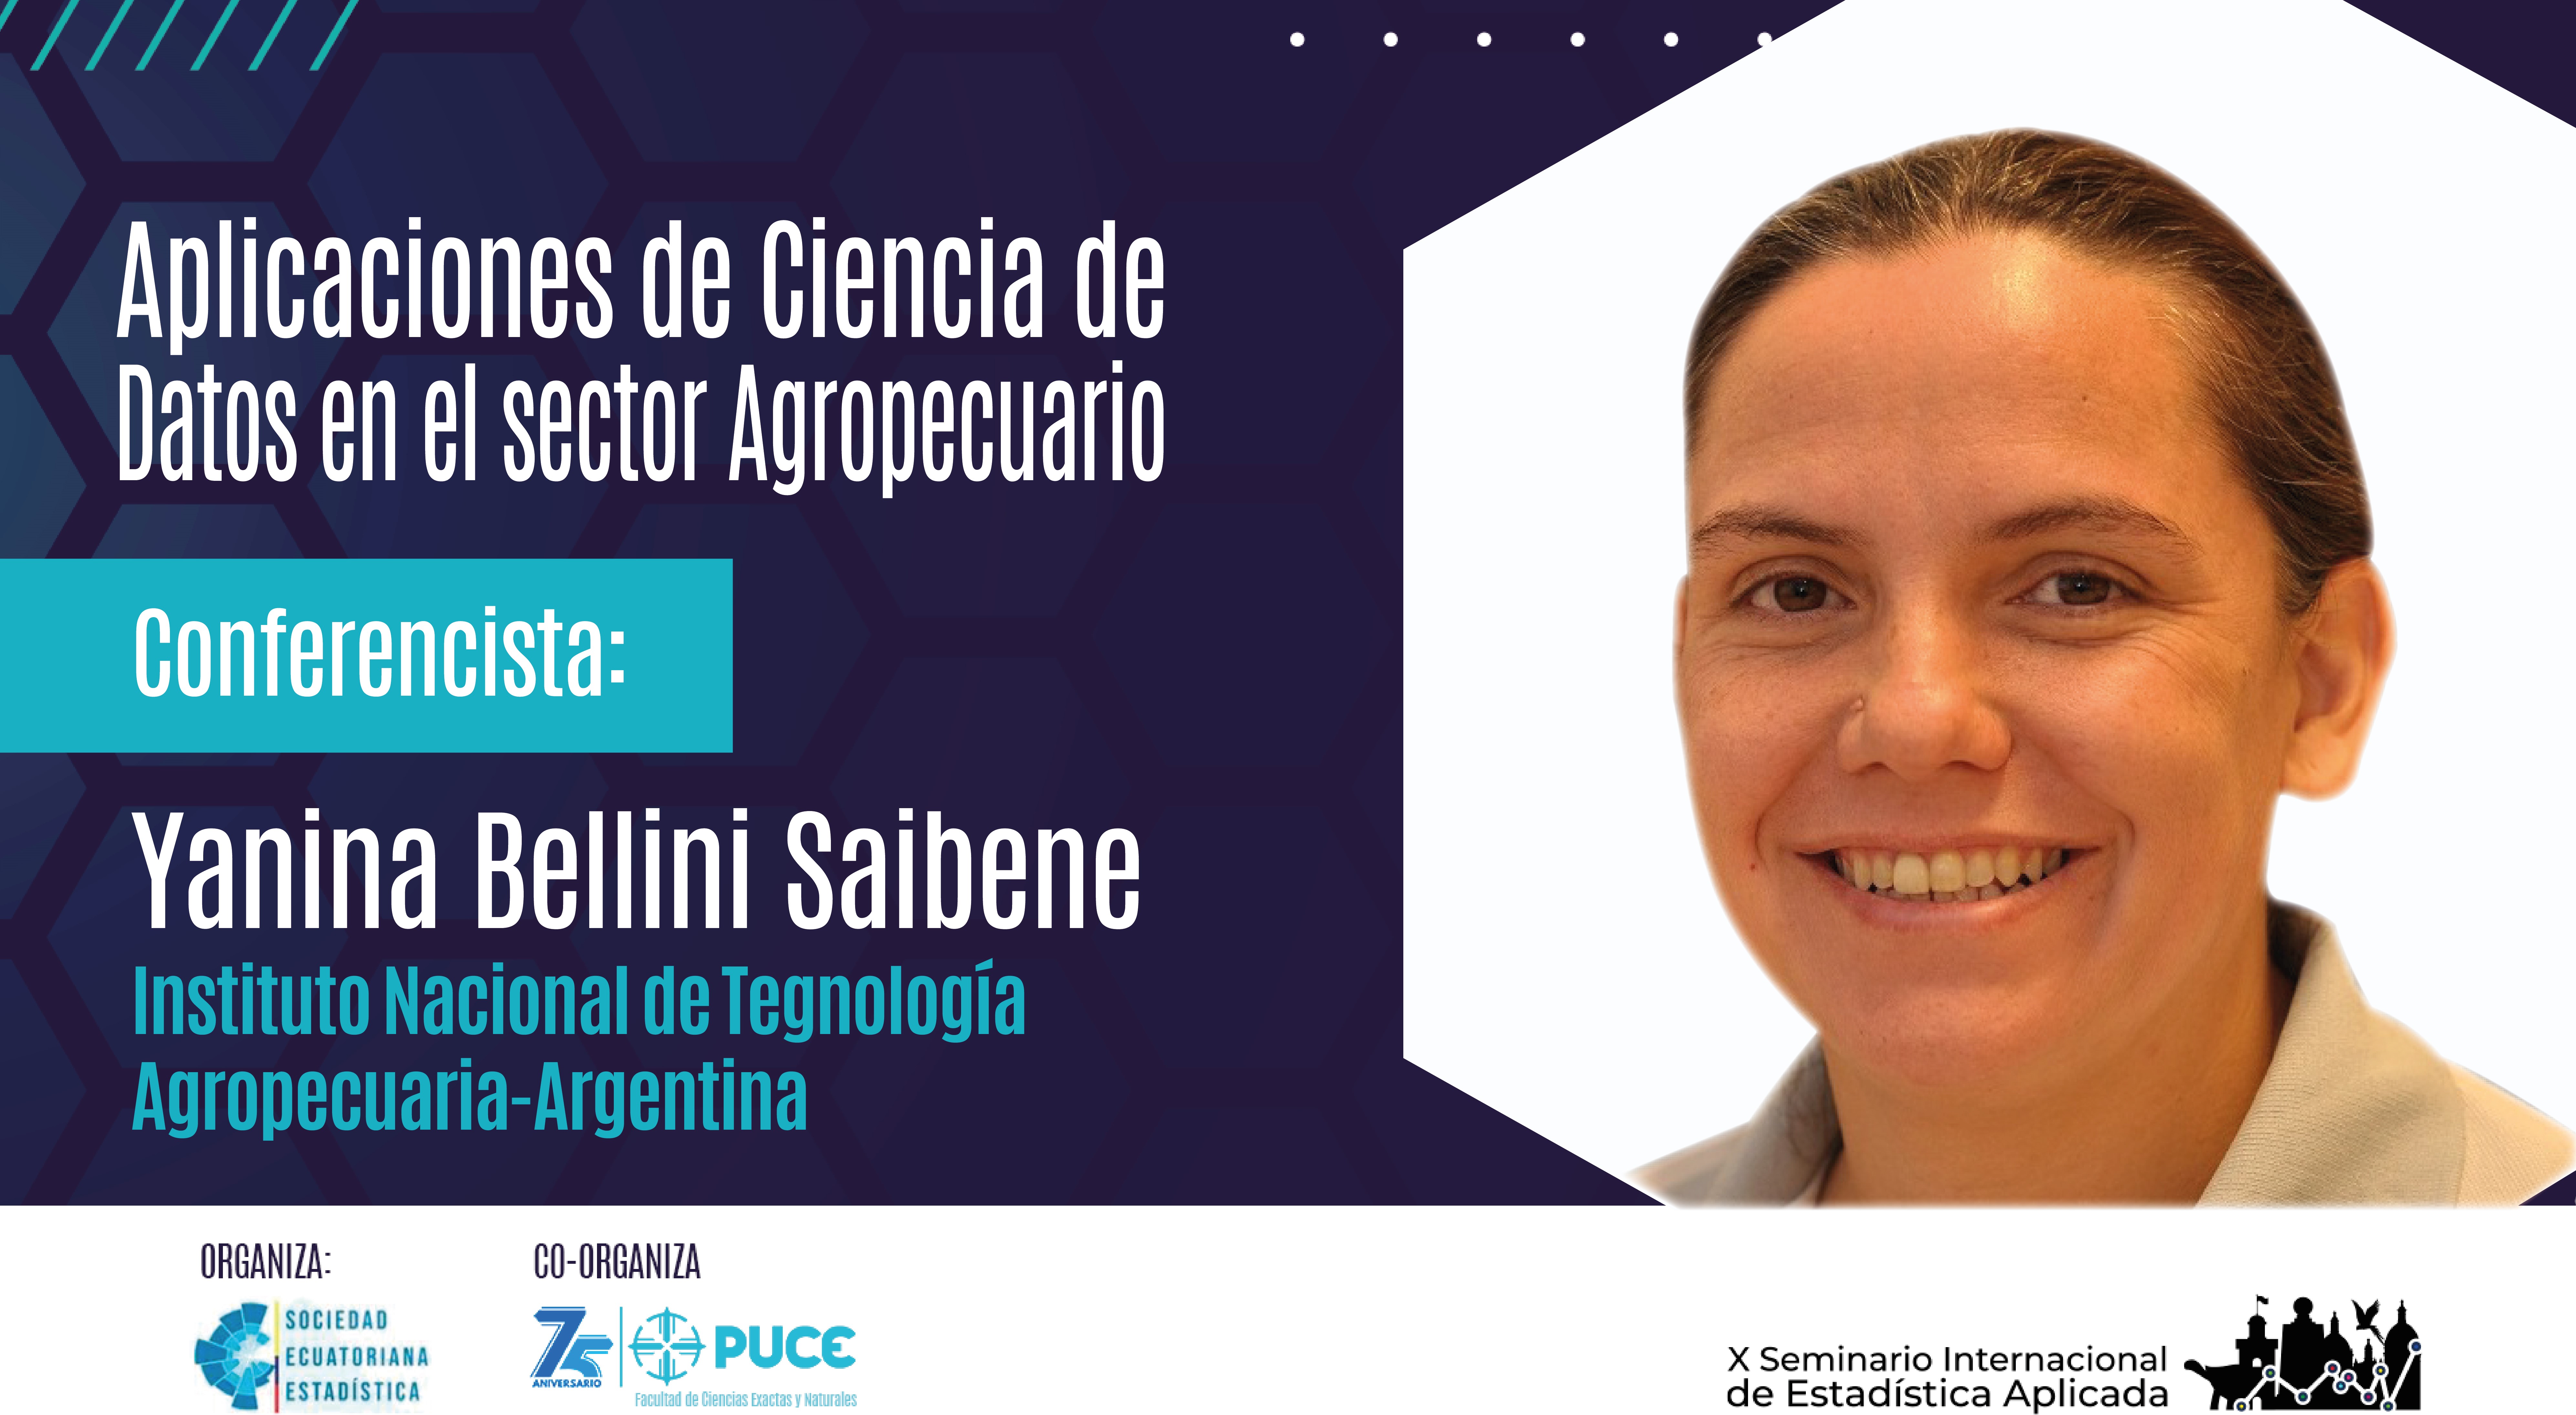 Aplicaciones de Ciencia de
Datos en el sector Agropecuario
Conferencista:
Yanina Bellini Saibene
Instituto Nacional de Tegnología
Agropecuaria-Argentina
ORGANIZA:
SOCIEDAD
ECUATORIANA
ESTADÍSTICA
CO-ORGANIZA
75
ANIVERSARIO
PUCE
Facultad de Ciencias Exactas y Naturales
X Seminario Internacional
de Estadística Aplicada